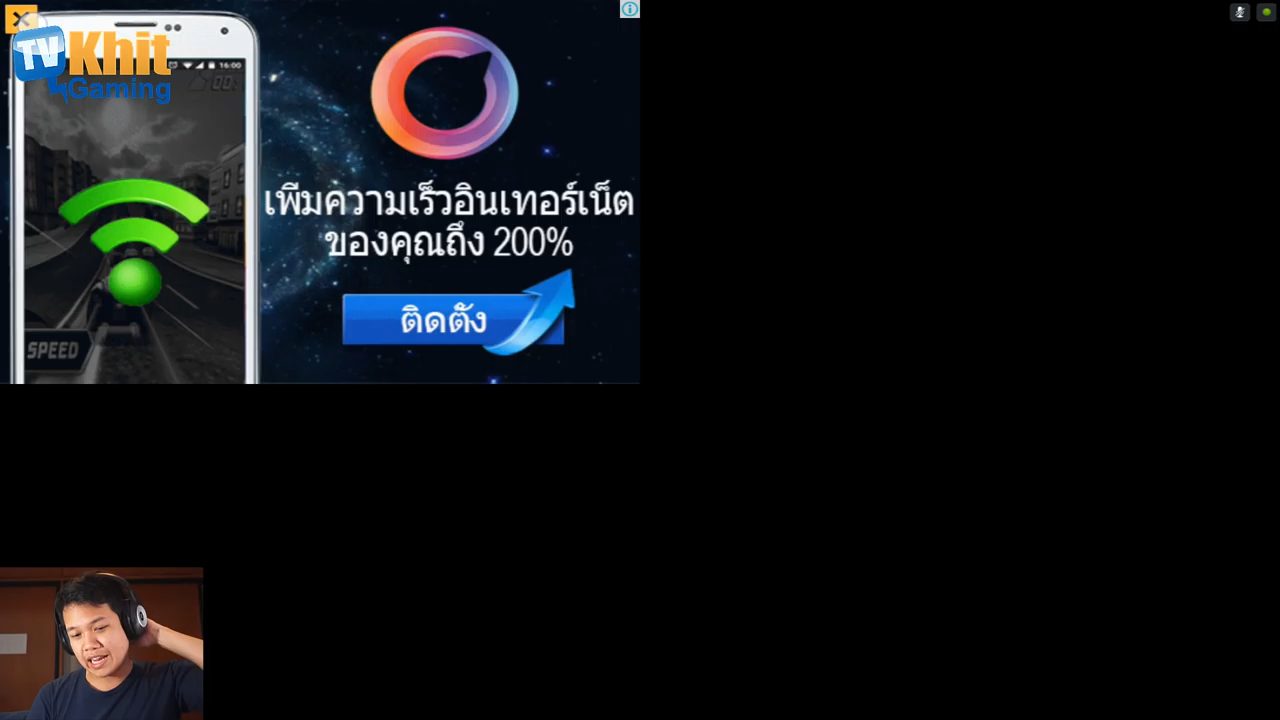 TV Khit
Gaming
16:00
เพิ่มความเร็วอินเทอร์เน็ต
ของคุณถึง 200%
ติดตั้ง
SPEED